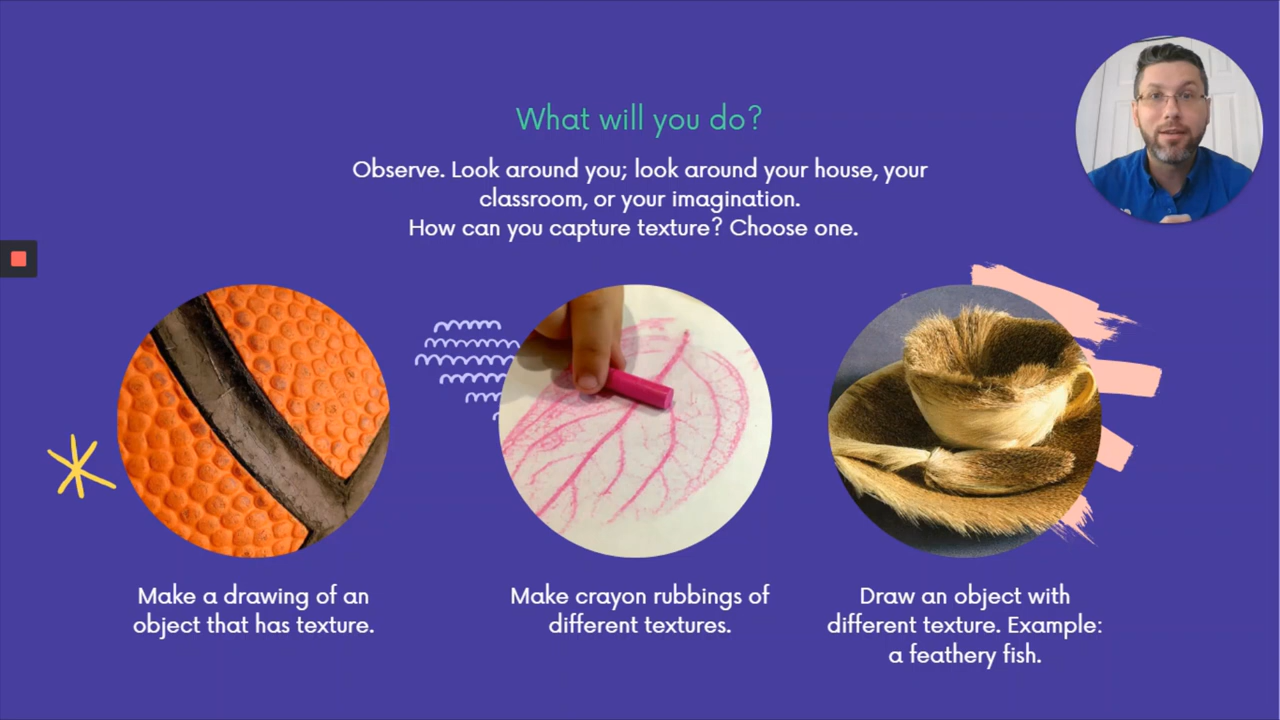 What will you do?
Observe. Look around you; look around your house, your
classroom, or your imagination.
How can you capture texture? Choose one.
Make a drawing of an
object that has texture.
Make crayon rubbings of
different textures.
Draw an object with
different texture. Example:
a feathery fish.